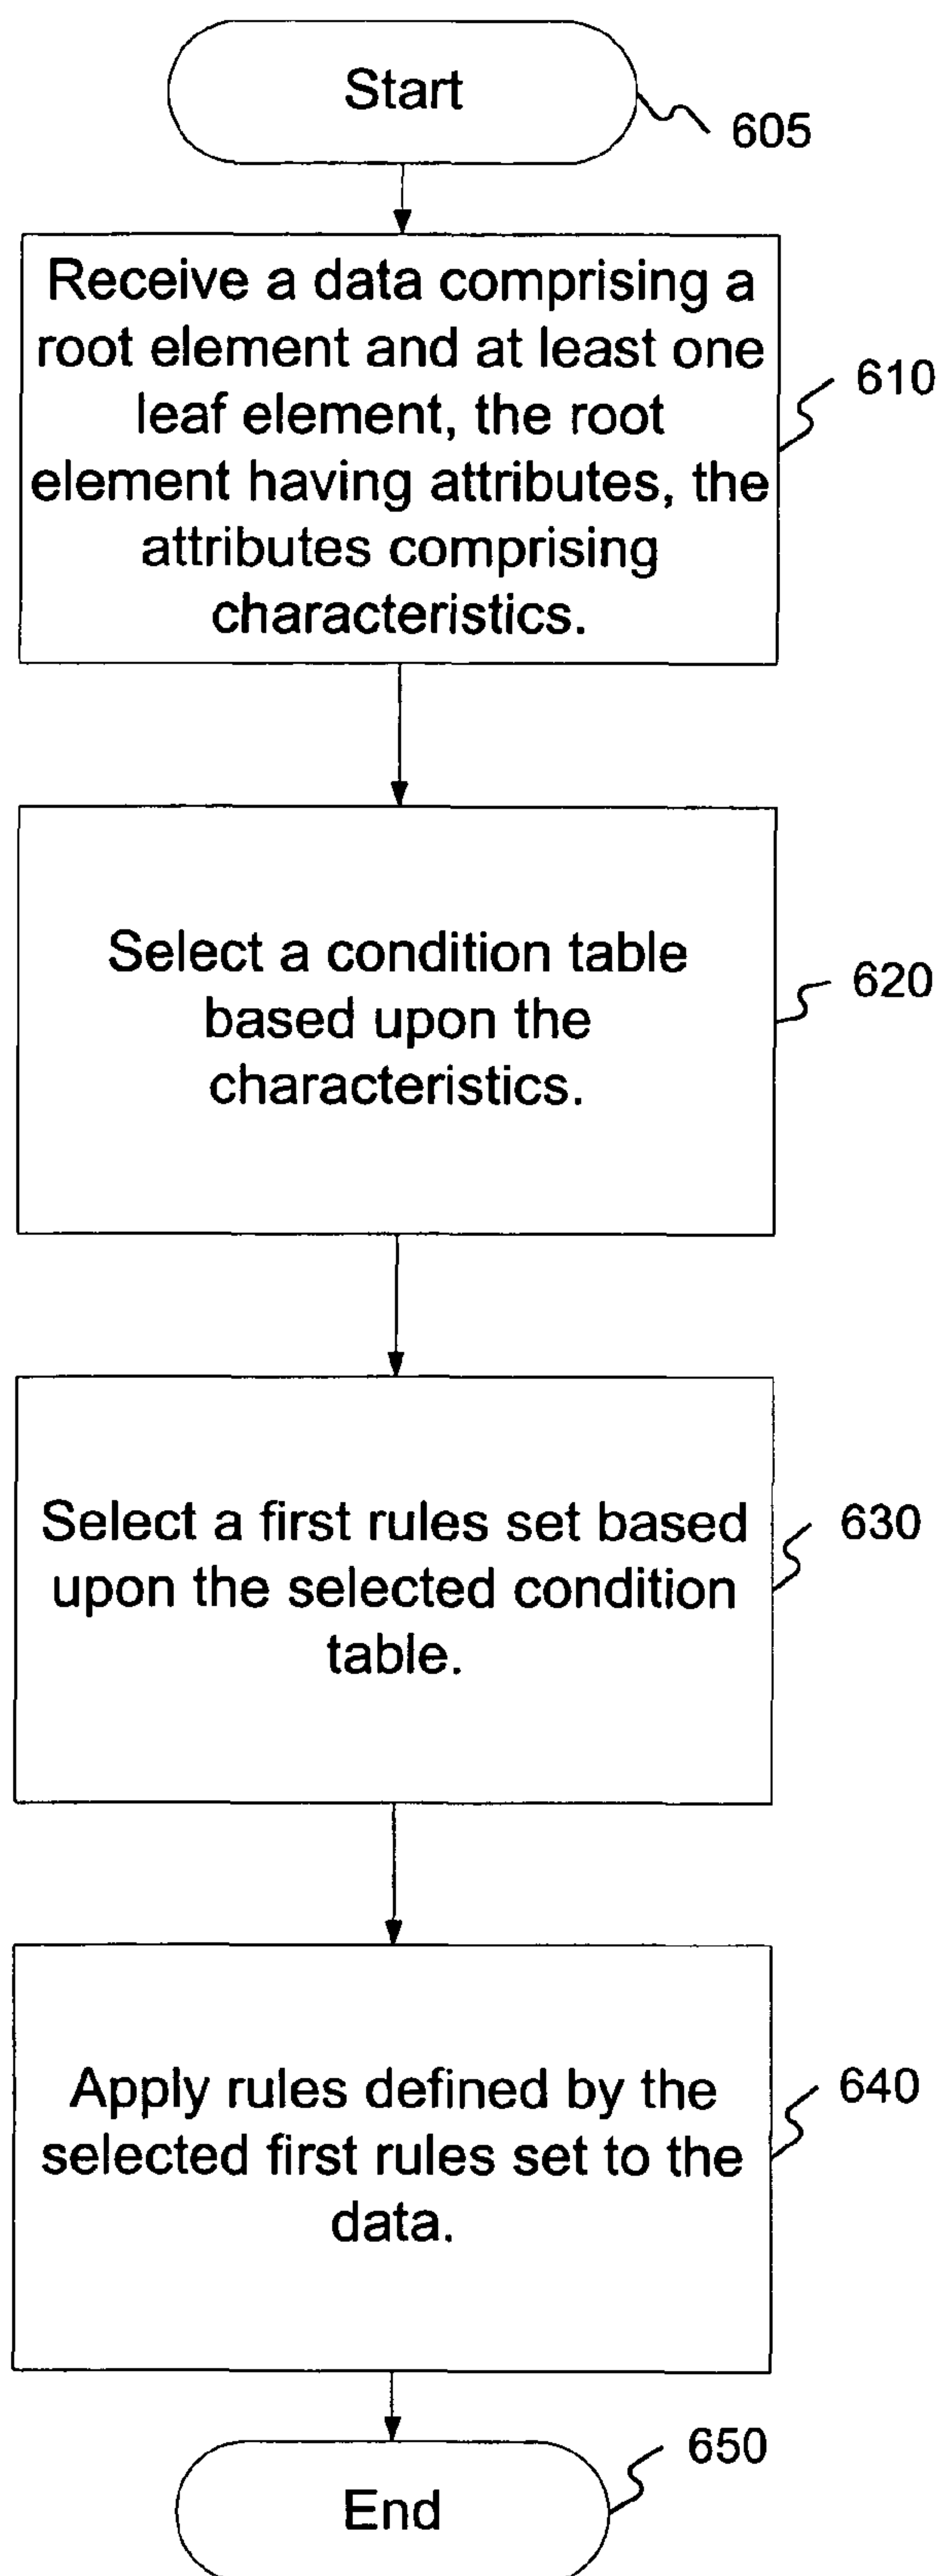 Start
605
Receive a data comprising a
root element and at least one
leaf element, the root
element having attributes, the
attributes comprising
characteristics.
610
Select a condition table
based upon the
characteristics.
620
Select a first rules set based
upon the selected condition
table.
630
Apply rules defined by the
selected first rules set to the
data.
640
End
650